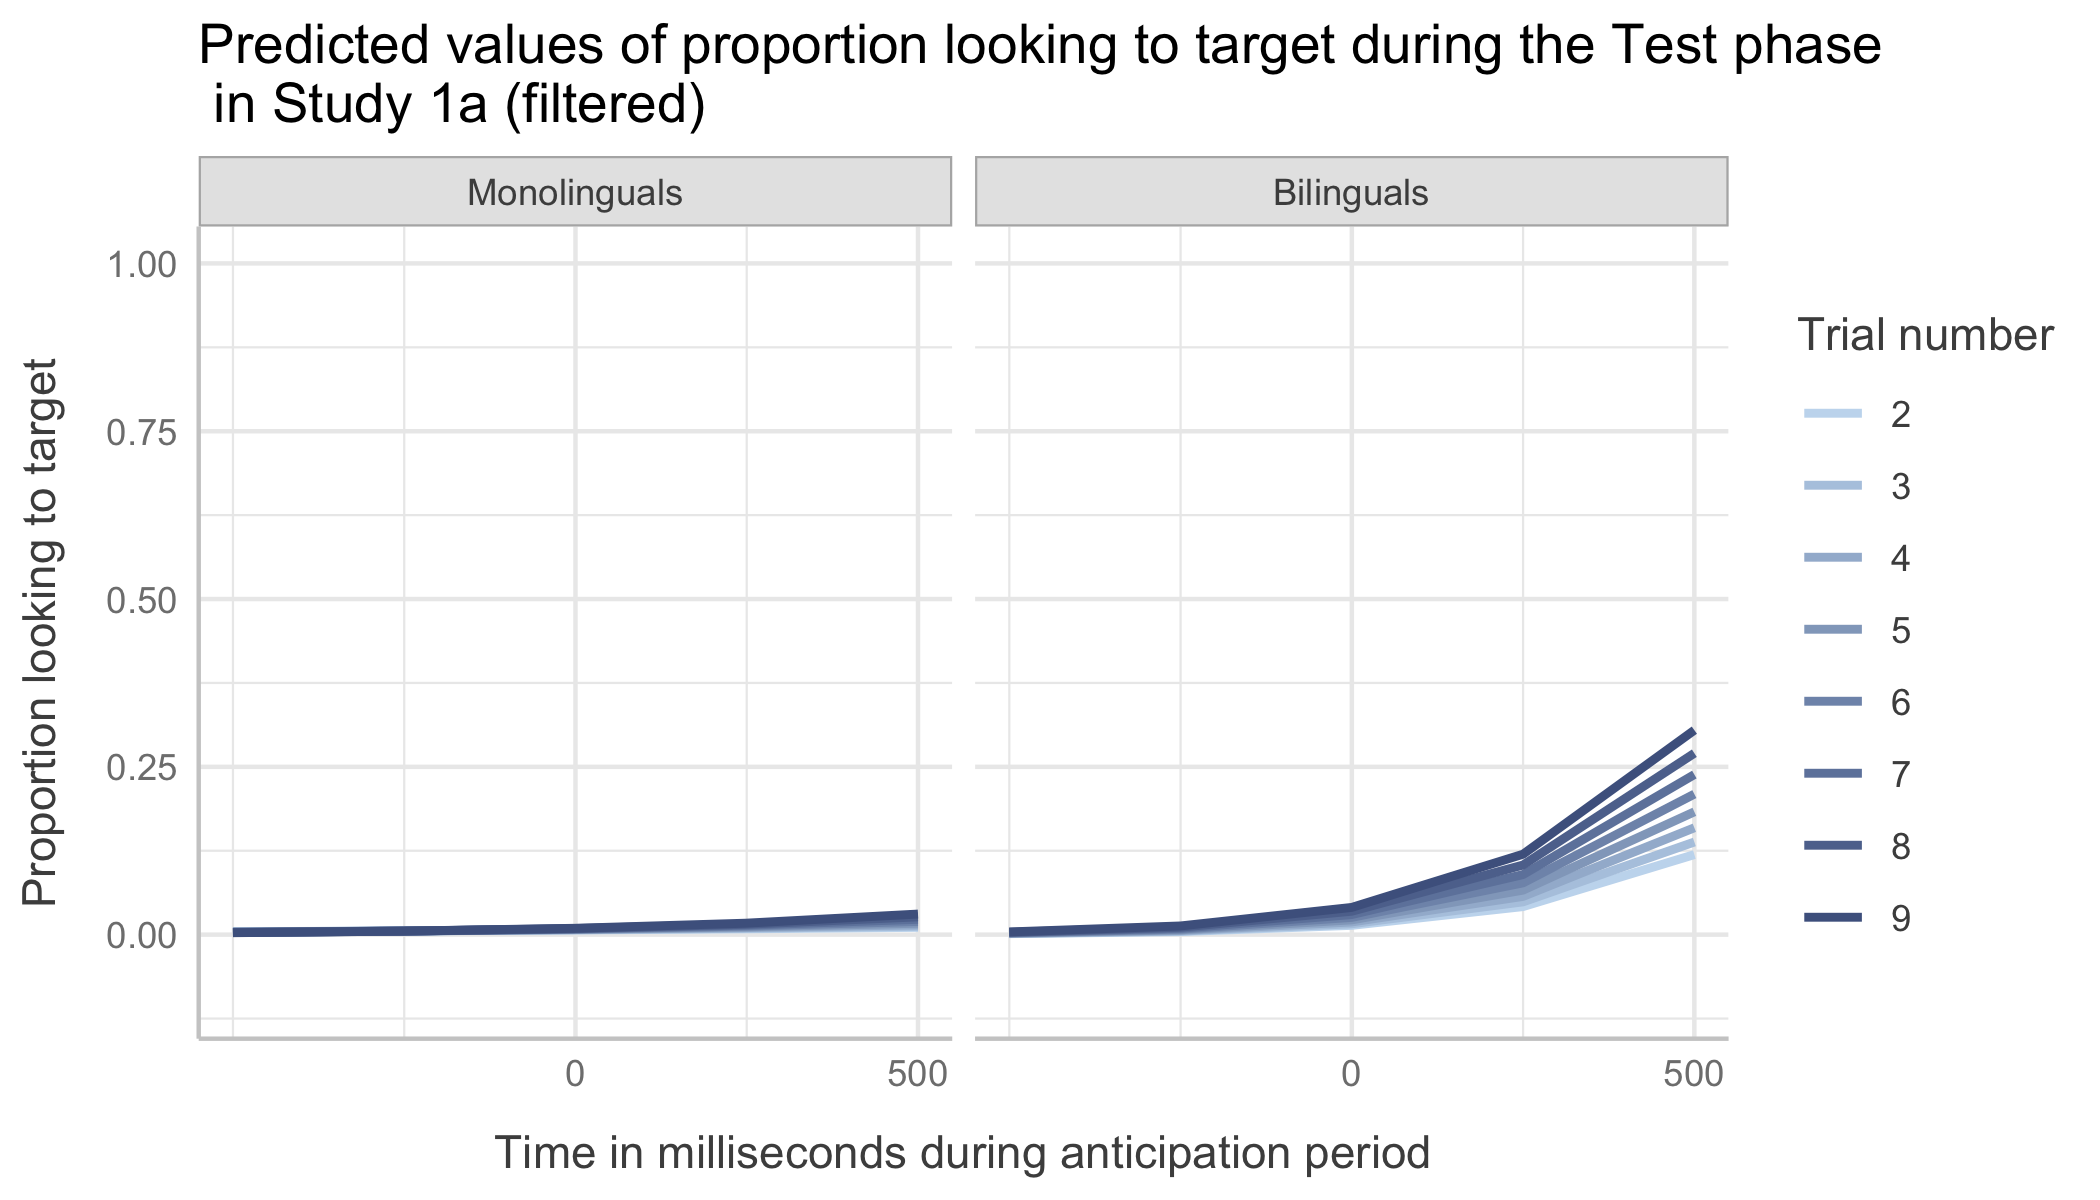 Predicted values of proportion looking to target during the Test phase
in Study 1a (filtered)
Monolinguals
Bilinguals
1.00
0.75
0.50
0.25
0.00
Proportion looking to target
0
500
0
500
Time in milliseconds during anticipation period
Trial number
2
3
4
5
6
7
8
9